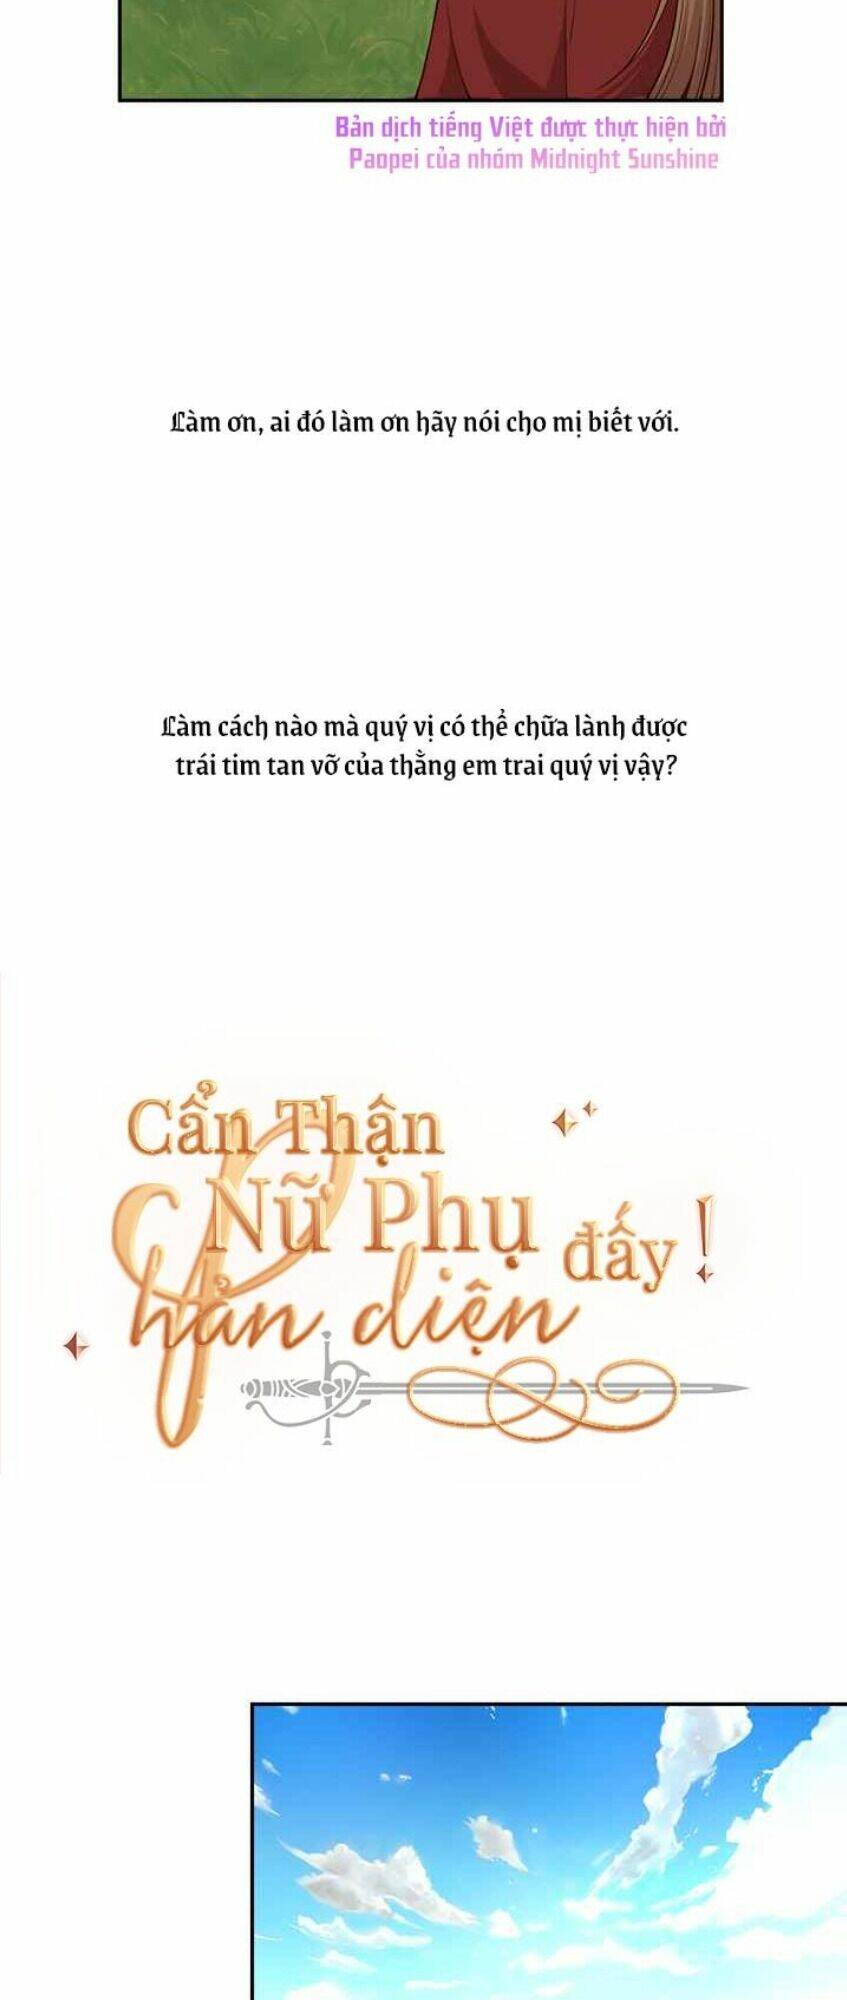 Bản dịch tiếng Việt được thực hiện bởi
Paopei của nhóm Midnight Sunshine
Làm ơn, ai đó làm ơn hãy nói cho mị biết với.
Làm cách nào mà quý vị có thể chữa lành được
trái tim tan vỡ của thằng em trai quý vị vậy?
Cẩn Thận
Nữ Phụ
Phản diện đấy!